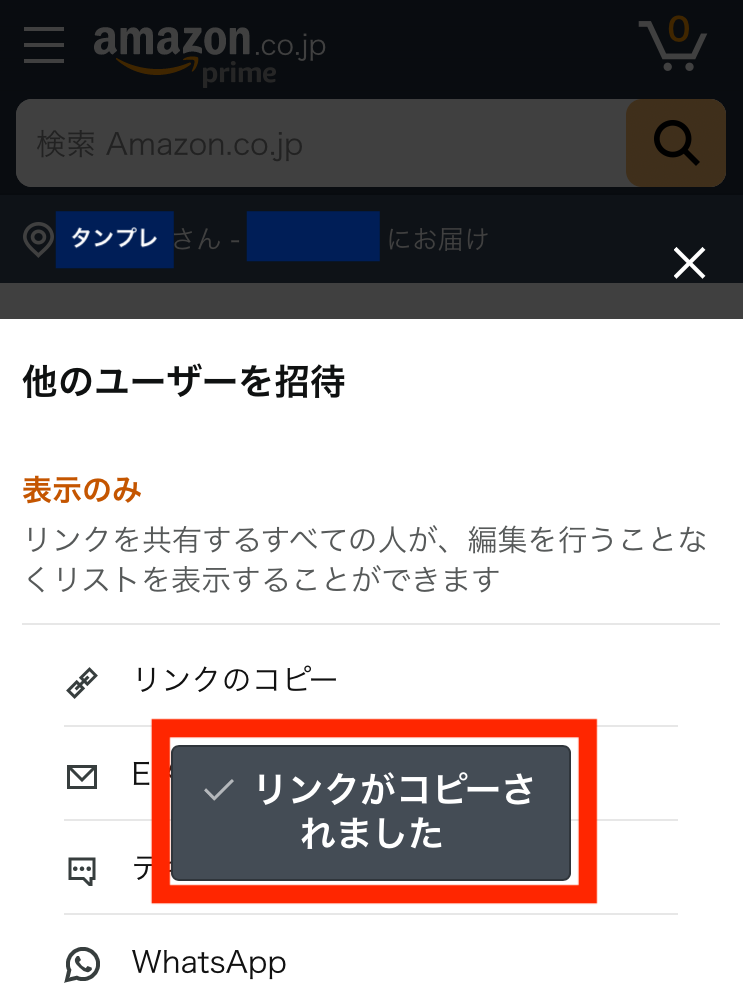 amazon.co.jp
prime
0
検索 Amazon.co.jp
タンプレ さん - にお届け
他のユーザーを招待
表示のみ
リンクを共有するすべての人が、編集を行うことな
くリストを表示することができます
リンクのコピー
リンクがコピーさ
れました
WhatsApp